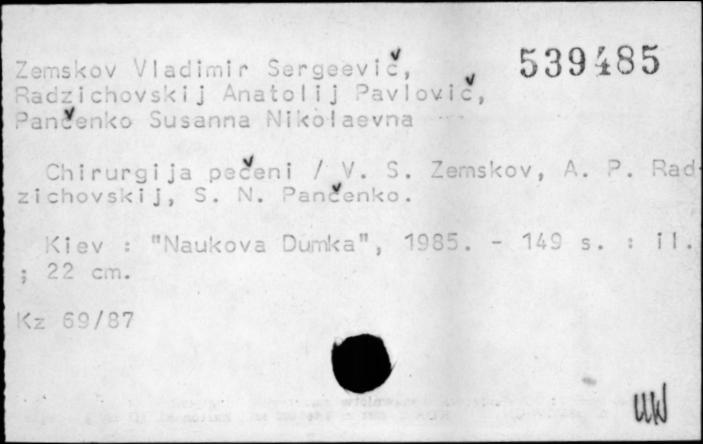 539485
Zemskov Vladimir Sergeevič,
Radzichovskij Anatolij Pavlovič,
Pančenko Susanna Nikolaevna
Chirurgija pečeni / V. S. Zemskov, A. P. Rad-
zichovskij, S. N. Pančenko.
Kiev : "Naukova Dumka", 1985. - 149 s. : il.
; 22 cm.
Kz 69/87